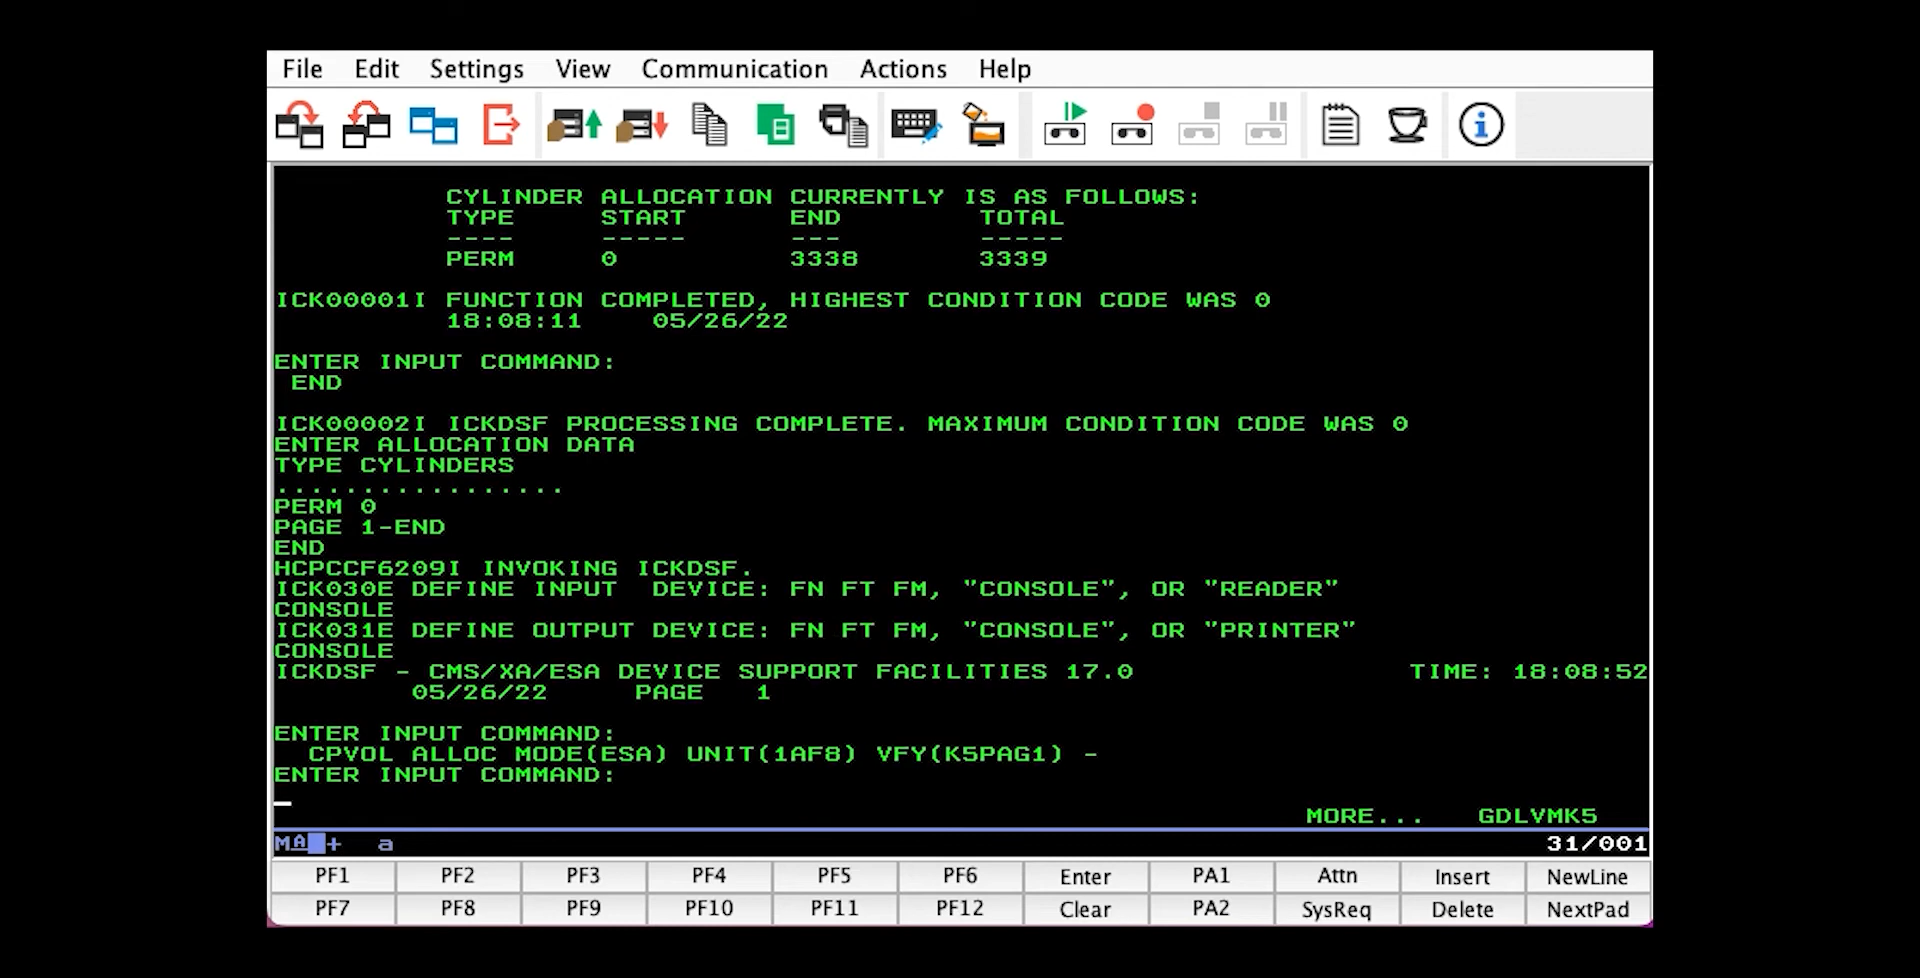 File Edit Settings View Communication Actions Help
CYLINDER ALLOCATION CURRENTLY IS AS FOLLOWS:
TYPE START END TOTAL
---- ----- --- -----
PERM 0 3338 3339
ICK00001I FUNCTION COMPLETED, HIGHEST CONDITION CODE WAS 0
18:08:11 05/26/22
ENTER INPUT COMMAND:
END
ICK00002I ICKDSF PROCESSING COMPLETE. MAXIMUM CONDITION CODE WAS 0
ENTER ALLOCATION DATA
TYPE CYLINDERS
.................
PERM 0
PAGE 1-END
END
HCPCCF6209I INVOKING ICKDSF.
ICK030E DEFINE INPUT  DEVICE: FN FT FM, "CONSOLE", OR "READER"
CONSOLE
ICK031E DEFINE OUTPUT DEVICE: FN FT FM, "CONSOLE", OR "PRINTER"
CONSOLE
ICKDSF - CMS/XA/ESA DEVICE SUPPORT FACILITIES 17.0 TIME: 18:08:52
05/26/22 PAGE 1
ENTER INPUT COMMAND:
CPVOL ALLOC MODE(ESA) UNIT(1AF8) VFY(K5PAG1) -
ENTER INPUT COMMAND:
MORE... GDLVMK5
MA + a 31/001
PF1 PF2 PF3 PF4 PF5 PF6 Enter PA1 Attn Insert NewLine
PF7 PF8 PF9 PF10 PF11 PF12 Clear PA2 SysReq Delete NextPad